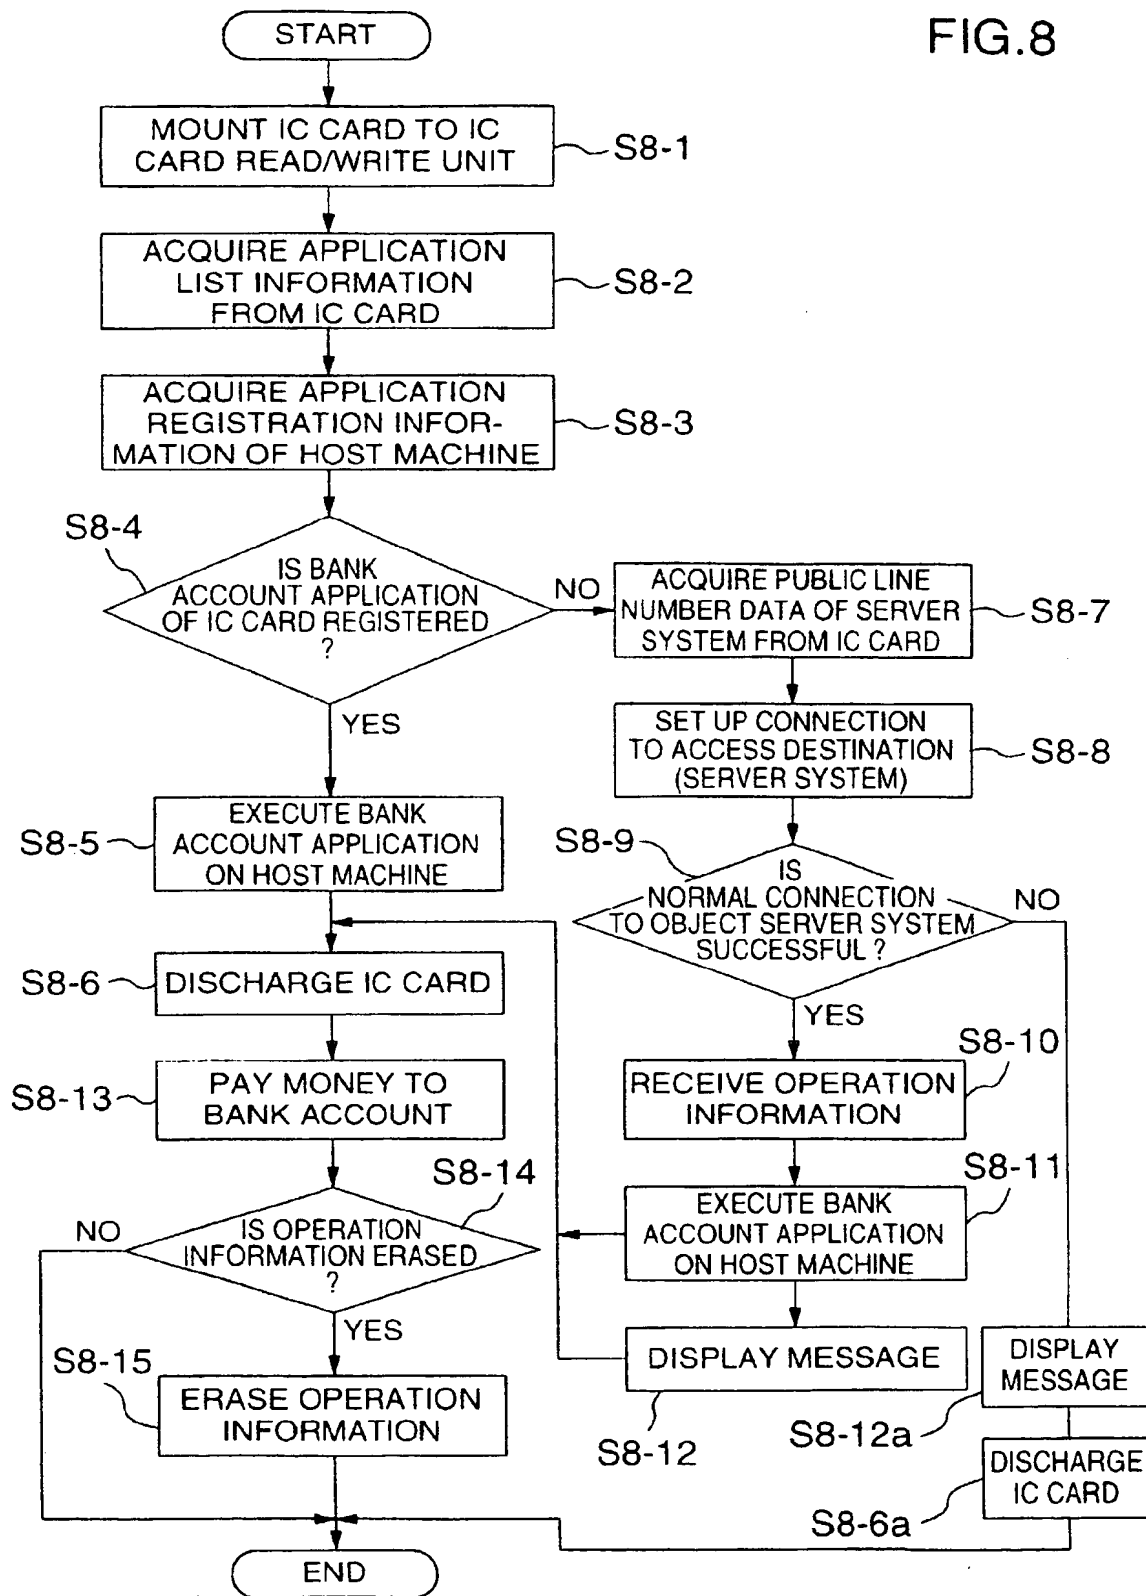 FIG.8
START
MOUNT IC CARD TO IC
CARD READ/WRITE UNIT
S8-1
ACQUIRE APPLICATION
LIST INFORMATION
FROM IC CARD
S8-2
ACQUIRE APPLICATION
REGISTRATION INFOR-
MATION OF HOST MACHINE
S8-3
S8-4
IS BANK
ACCOUNT APPLICATION
OF IC CARD REGISTERED
?
NO
YES
ACQUIRE PUBLIC LINE
NUMBER DATA OF SERVER
SYSTEM FROM IC CARD
S8-7
SET UP CONNECTION
TO ACCESS DESTINATION
(SERVER SYSTEM)
S8-8
S8-5
EXECUTE BANK
ACCOUNT APPLICATION
ON HOST MACHINE
S8-9
IS
NORMAL CONNECTION
TO OBJECT SERVER SYSTEM
SUCCESSFUL ?
NO
YES
S8-6
DISCHARGE IC CARD
S8-10
RECEIVE OPERATION
INFORMATION
S8-13
PAY MONEY TO
BANK ACCOUNT
S8-14
IS OPERATION
INFORMATION ERASED
?
NO
YES
S8-11
EXECUTE BANK
ACCOUNT APPLICATION
ON HOST MACHINE
DISPLAY MESSAGE
S8-12
DISPLAY
MESSAGE
S8-12a
S8-15
ERASE OPERATION
INFORMATION
DISCHARGE
IC CARD
S8-6a
END